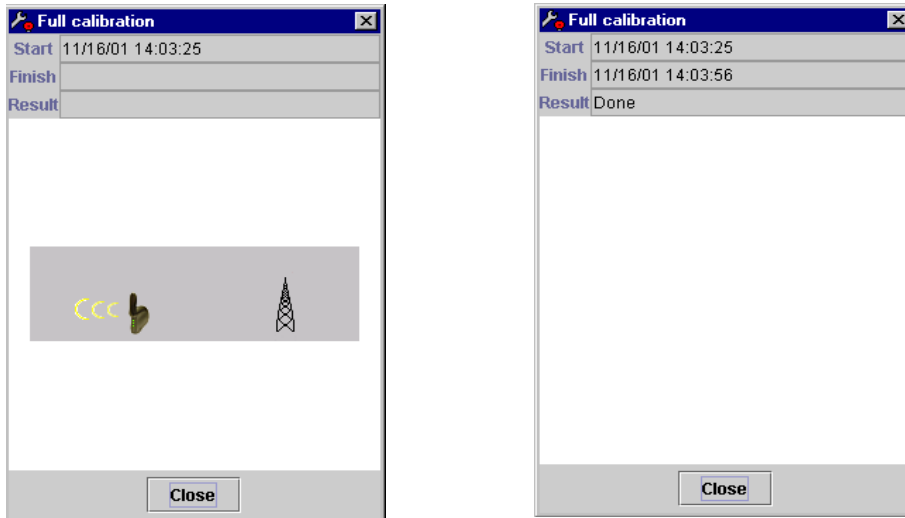 Full calibration
Start 11/16/01 14:03:25
Finish
Result
Close
Full calibration
Start 11/16/01 14:03:25
Finish 11/16/01 14:03:56
Result Done
Close